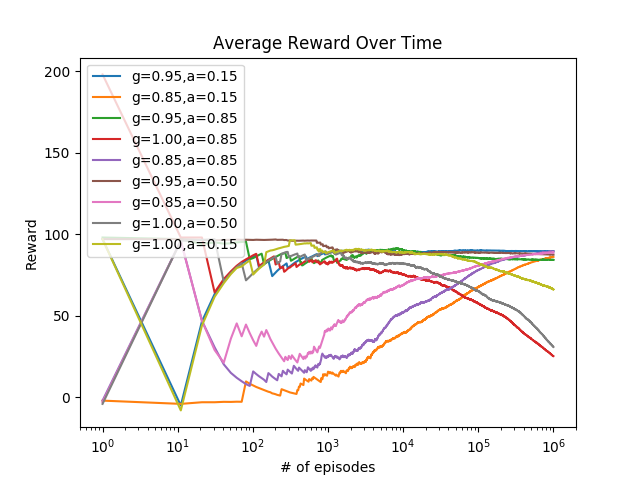 Average Reward Over Time
200
150
100
50
0
Reward
g=0.95,a=0.15
g=0.85,a=0.15
g=0.95,a=0.85
g=1.00,a=0.85
g=0.85,a=0.85
g=0.95,a=0.50
g=0.85,a=0.50
g=1.00,a=0.50
g=1.00,a=0.15
10⁰ 10¹ 10² 10³ 10⁴ 10⁵ 10⁶
# of episodes